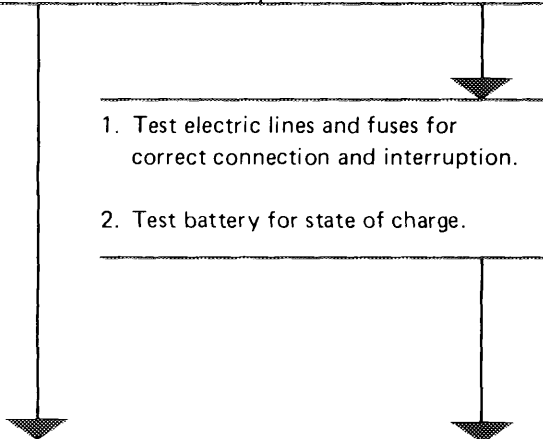 1. Test electric lines and fuses for
correct connection and interruption.
2. Test battery for state of charge.